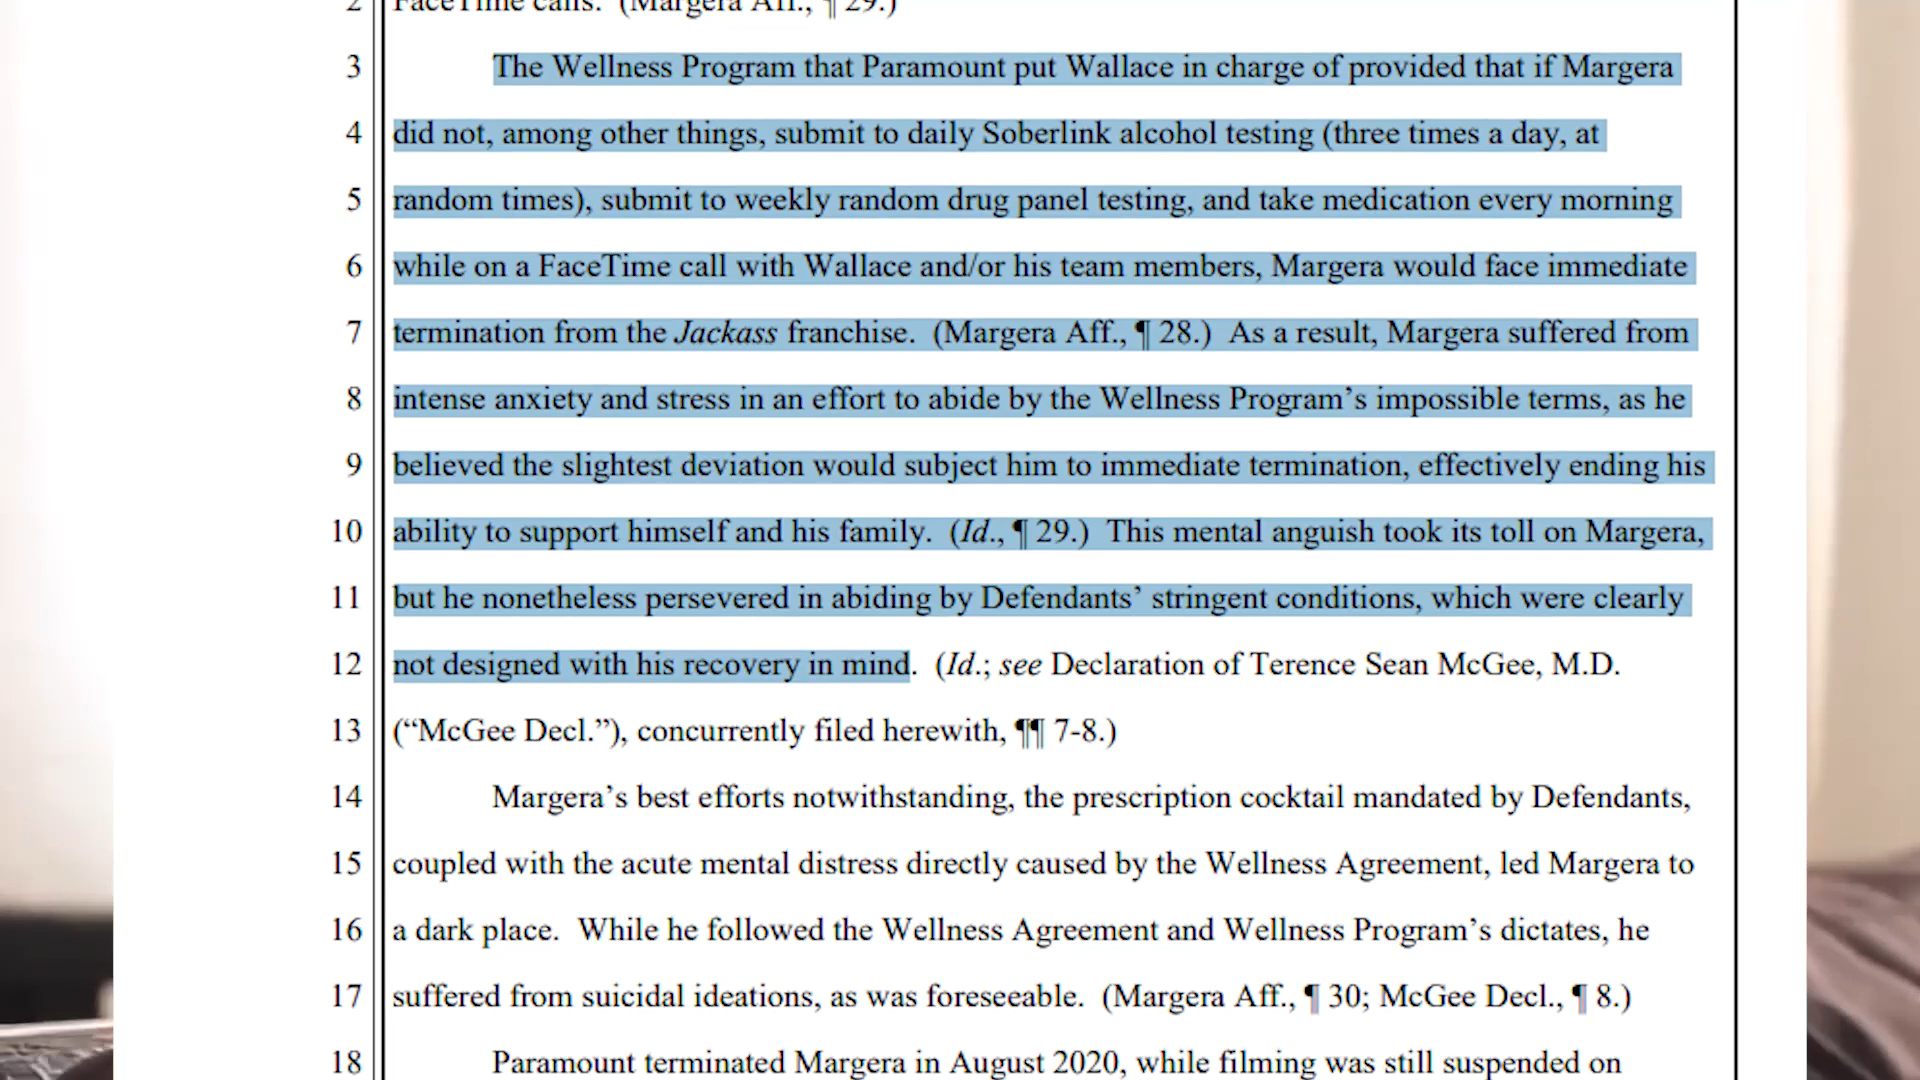 2 FaceTime calls. (Margera Aff., ¶ 29.)
3 The Wellness Program that Paramount put Wallace in charge of provided that if Margera
4 did not, among other things, submit to daily Soberlink alcohol testing (three times a day, at
5 random times), submit to weekly random drug panel testing, and take medication every morning
6 while on a FaceTime call with Wallace and/or his team members, Margera would face immediate
7 termination from the Jackass franchise. (Margera Aff., ¶ 28.) As a result, Margera suffered from
8 intense anxiety and stress in an effort to abide by the Wellness Program’s impossible terms, as he
9 believed the slightest deviation would subject him to immediate termination, effectively ending his
10 ability to support himself and his family. (Id., ¶ 29.) This mental anguish took its toll on Margera,
11 but he nonetheless persevered in abiding by Defendants’ stringent conditions, which were clearly
12 not designed with his recovery in mind. (Id.; see Declaration of Terence Sean McGee, M.D.
13 (“McGee Decl.”), concurrently filed herewith, ¶¶ 7-8.)
14 Margera’s best efforts notwithstanding, the prescription cocktail mandated by Defendants,
15 coupled with the acute mental distress directly caused by the Wellness Agreement, led Margera to
16 a dark place. While he followed the Wellness Agreement and Wellness Program’s dictates, he
17 suffered from suicidal ideations, as was foreseeable. (Margera Aff., ¶ 30; McGee Decl., ¶ 8.)
18 Paramount terminated Margera in August 2020, while filming was still suspended on